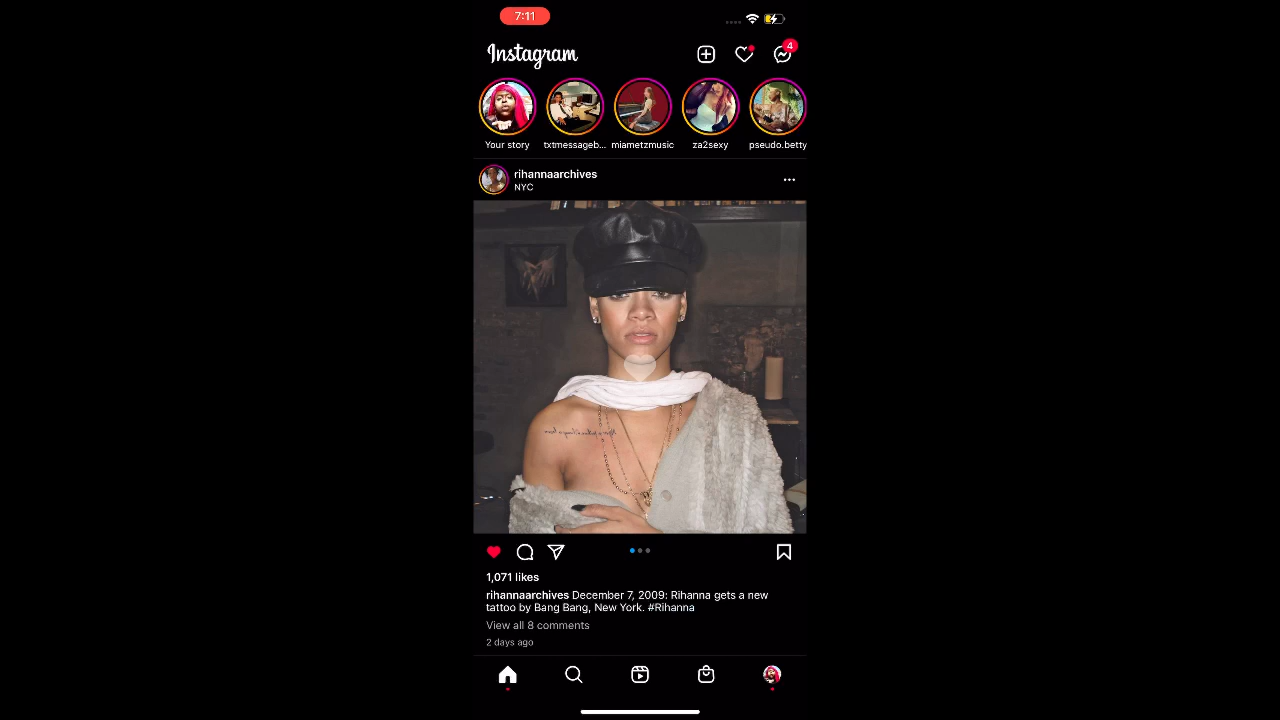 7:11
Instagram
4
Your story
txtmessageb...
miametzmusic
za2sexy
pseudo.betty
rihannaarchives
NYC
1,071 likes
rihannaarchives December 7, 2009: Rihanna gets a new
tattoo by Bang Bang, New York. #Rihanna
View all 8 comments
2 days ago